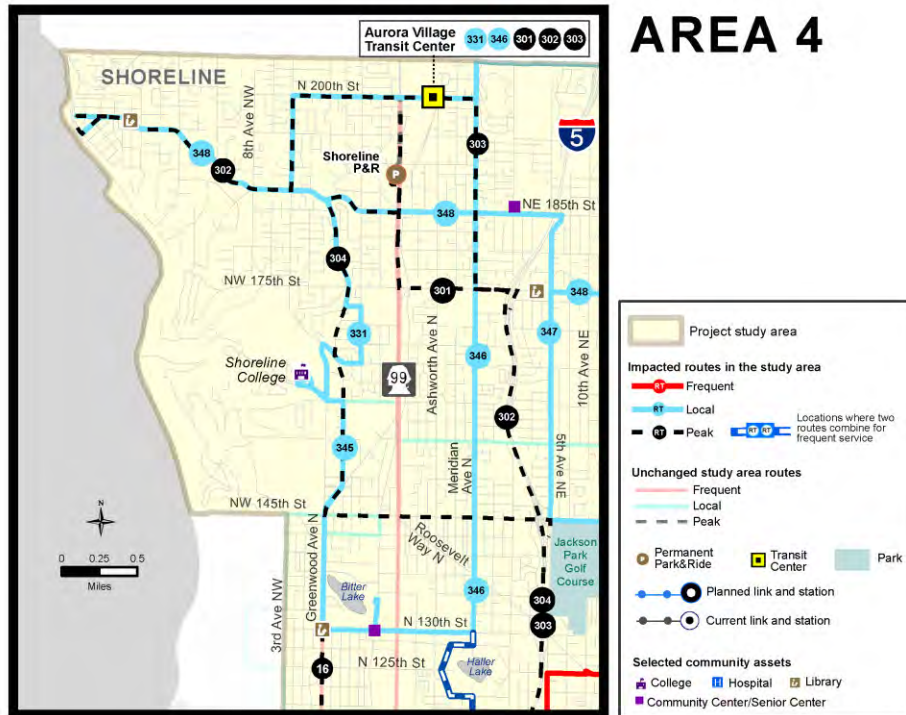 AREA 4
Aurora Village
Transit Center
331 346 301 302 303
SHORELINE
N 200th St
8th Ave NW
5
303
348
302
Shoreline
P&R
P
NE 185th St
348
304
NW 175th St
301
348
331
347
Ashworth Ave N
10th Ave NE
Shoreline
College
99
346
302
345
Meridian
Ave N
5th Ave NE
NW 145th St
Roosevelt
Way N
Jackson
Park
Golf
Course
N
0 0.25 0.5
Miles
3rd Ave NW
Greenwood Ave N
Bitter
Lake
346
304
303
N 130th St
N 125th St
Haller
Lake
16
Project study area
Impacted routes in the study area
RT Frequent
RT Local
RT Peak
RT RT
Locations where two
routes combine for
frequent service
Unchanged study area routes
Frequent
Local
Peak
P Permanent
Park&Ride
Transit
Center
Park
Planned link and station
Current link and station
Selected community assets
College
H Hospital
Library
Community Center/Senior Center